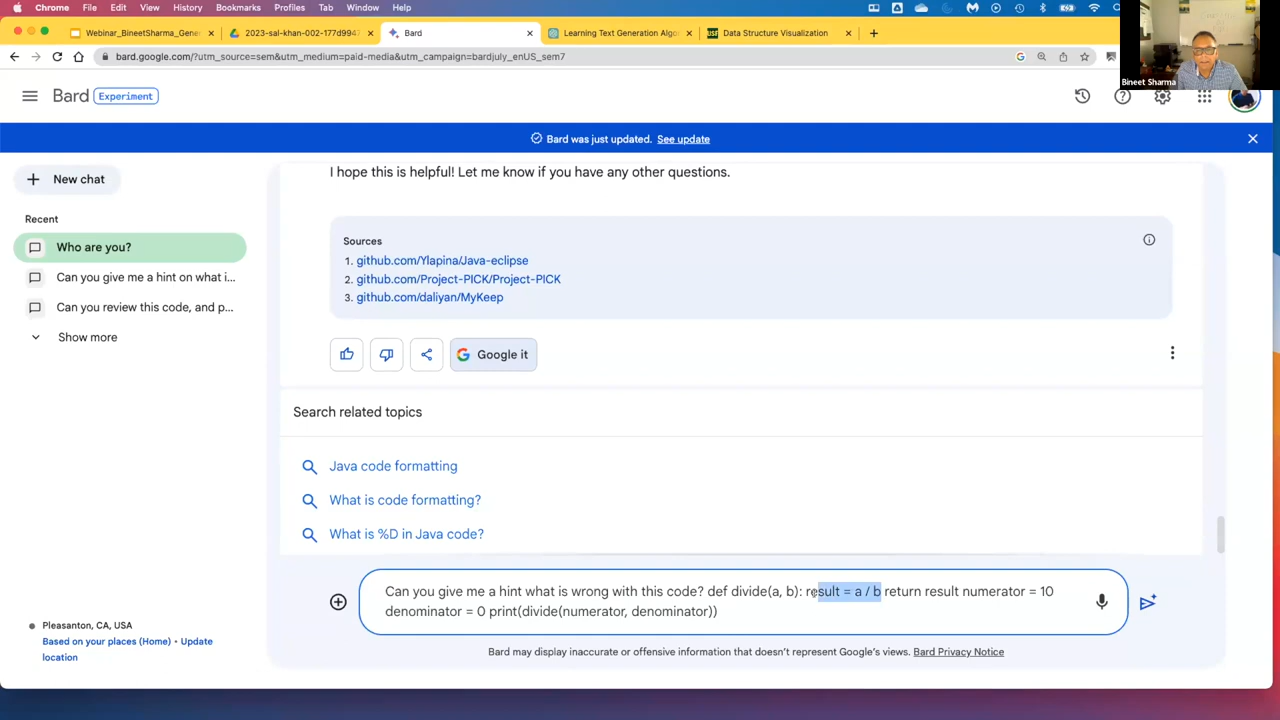 Chrome File Edit View History Bookmarks Profiles Tab Window Help
Webinar_BineetSharma_Gene
2023-sal-khan-002-177d9947
Bard
Learning Text Generation Algo
USF Data Structure Visualization
bard.google.com/?utm_source=sem&utm_medium=paid-media&utm_campaign=bardjuly_enUS_sem7
Bineet Sharma
Bard Experiment
Bard was just updated. See update
New chat
Recent
Who are you?
Can you give me a hint on what i...
Can you review this code, and p...
Show more
Pleasanton, CA, USA
Based on your places (Home) • Update
location
I hope this is helpful! Let me know if you have any other questions.
Sources
1. github.com/Ylapina/Java-eclipse
2. github.com/Project-PICK/Project-PICK
3. github.com/daliyan/MyKeep
Google it
Search related topics
Java code formatting
What is code formatting?
What is %D in Java code?
Can you give me a hint what is wrong with this code? def divide(a, b): result = a / b return result numerator = 10
denominator = 0 print(divide(numerator, denominator))
Bard may display inaccurate or offensive information that doesn't represent Google's views. Bard Privacy Notice